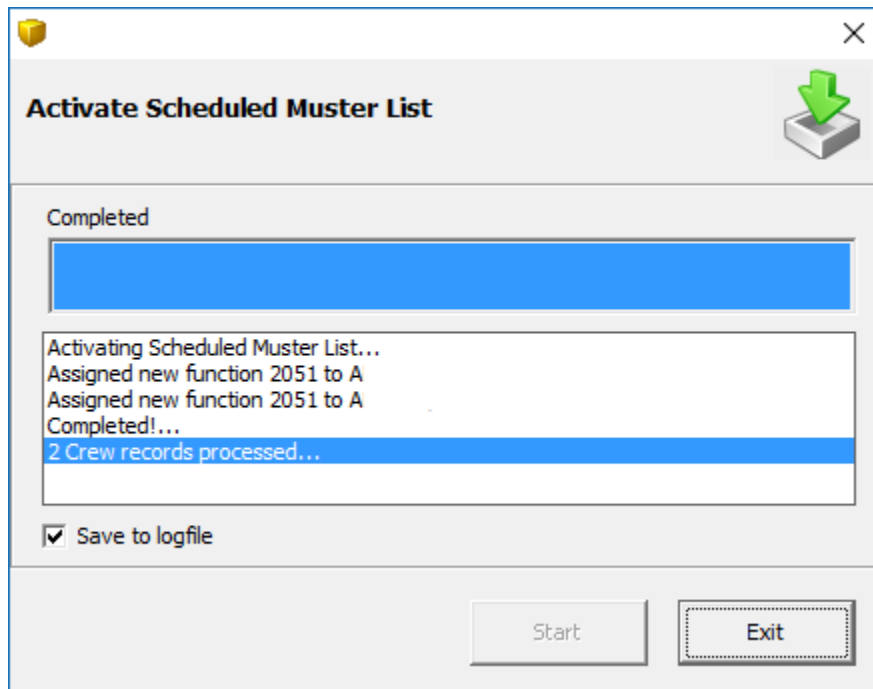 Activate Scheduled Muster List
Completed
Activating Scheduled Muster List...
Assigned new function 2051 to A
Assigned new function 2051 to A
Completed!...
2 Crew records processed...
Save to logfile
Start
Exit